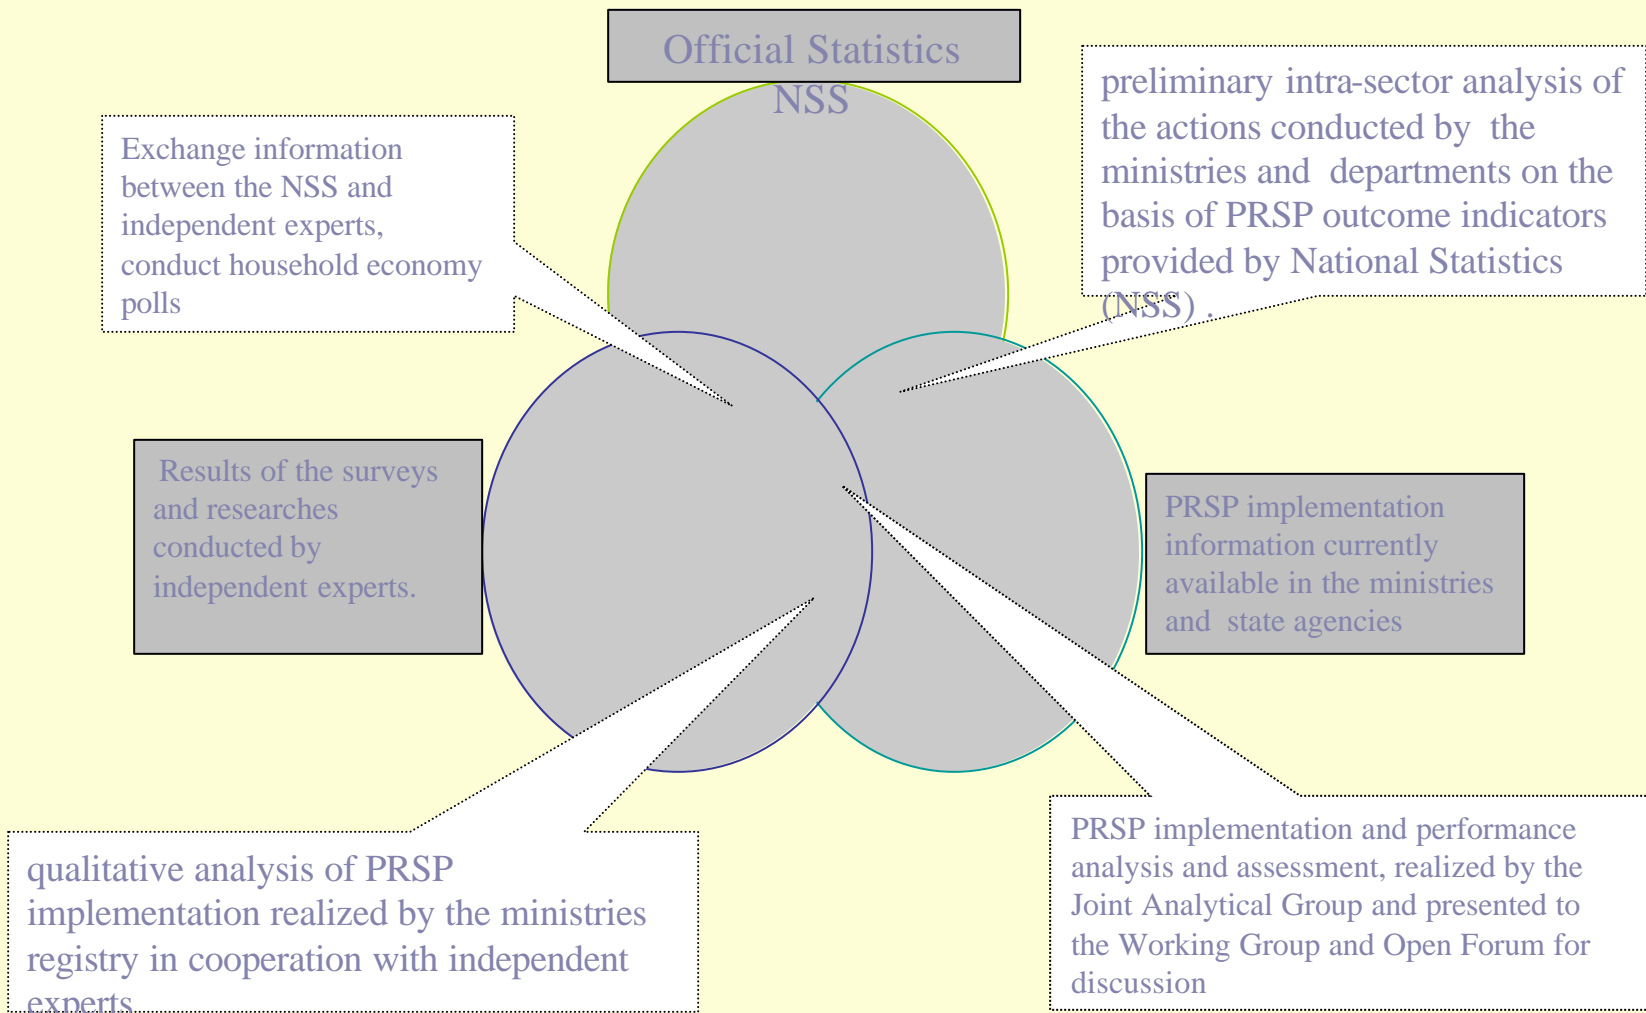 Official Statistics
NSS
preliminary intra-sector analysis of
the actions conducted by the
ministries and departments on the
basis of PRSP outcome indicators
provided by National Statistics
(NSS) .
Exchange information
between the NSS and
independent experts,
conduct household economy
polls
Results of the surveys
and researches
conducted by
independent experts.
PRSP implementation
information currently
available in the ministries
and state agencies
qualitative analysis of PRSP
implementation realized by the ministries
registry in cooperation with independent
experts
PRSP implementation and performance
analysis and assessment, realized by the
Joint Analytical Group and presented to
the Working Group and Open Forum for
discussion